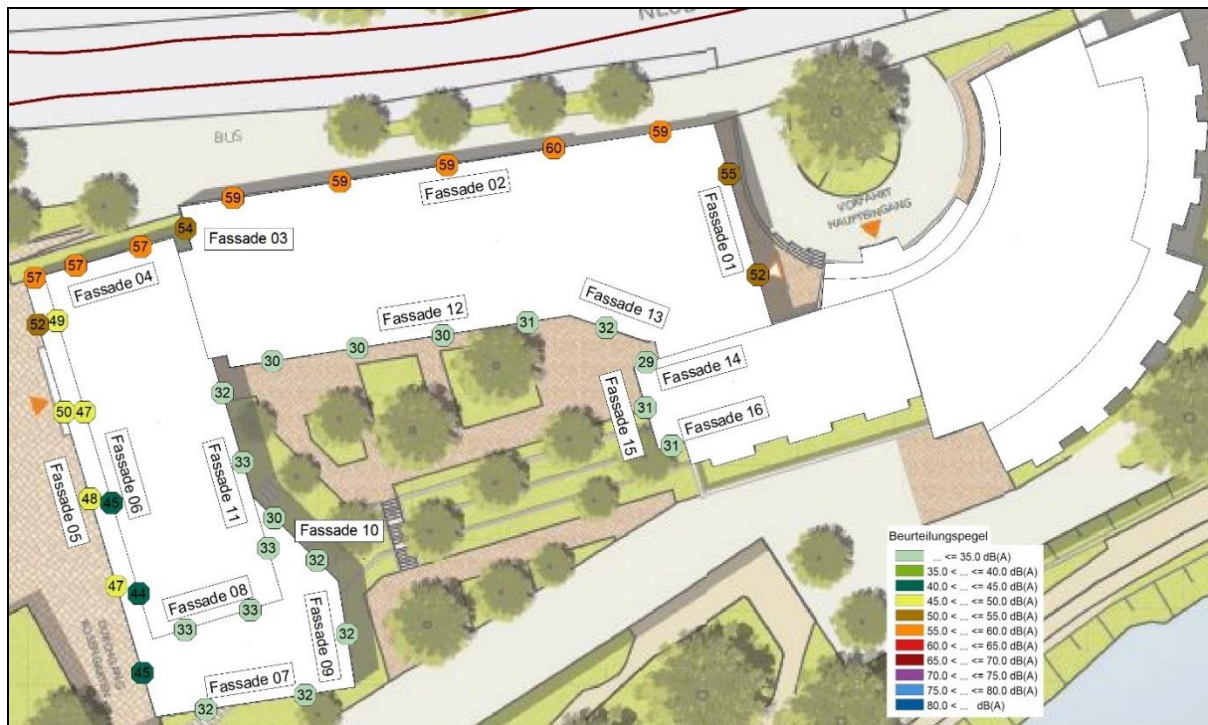 BUS
59
59
59
60
59
55
Fassade 02
VORFAHRT
HAUPTEINGANG
54
Fassade 03
57
57
57
Fassade 04
Fassade 01
52
52
49
Fassade 12
Fassade 13
30
30
30
31
32
29
Fassade 14
32
50
47
Fassade 15
31
Fassade 16
31
Fassade 05
48
45
Fassade 06
Fassade 11
33
30
Fassade 10
33
32
47
44
Fassade 08
33
33
Fassade 09
32
45
Fassade 07
32
32
Beurteilungspegel
... <= 35.0 dB(A)
35.0 < ... <= 40.0 dB(A)
40.0 < ... <= 45.0 dB(A)
45.0 < ... <= 50.0 dB(A)
50.0 < ... <= 55.0 dB(A)
55.0 < ... <= 60.0 dB(A)
60.0 < ... <= 65.0 dB(A)
65.0 < ... <= 70.0 dB(A)
70.0 < ... <= 75.0 dB(A)
75.0 < ... <= 80.0 dB(A)
80.0 < ... dB(A)